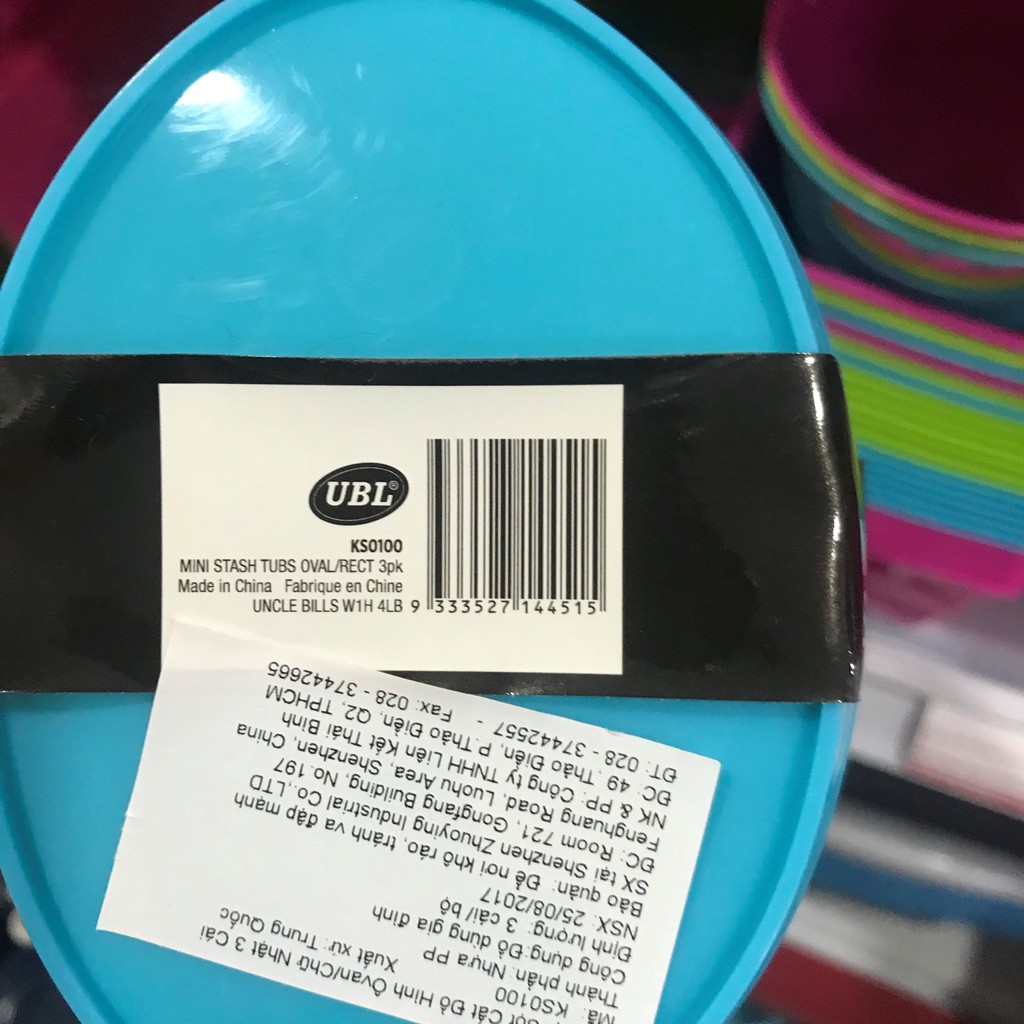 UBL®
KS0100
MINI STASH TUBS OVAL/RECT 3pk
Made in China Fabrique en Chine
UNCLE BILLS W1H 4LB
9 333527 144515
Cất Đồ Hình Ôvan/Chữ Nhật 3 Cái
Mã: KS0100 Xuất xứ: Trung Quốc
Thành phần: Nhựa PP
Công dụng:Đồ dùng gia đình
Định lượng: 3 cái/ bộ
NSX: 25/08/2017
Bảo quản: Để nơi khô ráo, tránh va đập mạnh
SX tại Shenzhen Zhuoying Industrial Co.,LTD
ĐC: Room 721, Gongfang Building, No.197
Fenghuang Road, Luohu Area, Shenzhen, China
NK & PP: Công ty TNHH Liên Kết Thái Bình
ĐC: 49 .Thảo Điền, P.Thảo Điền, Q2, TPHCM
ĐT: 028 - 37442557 - Fax: 028 - 37442665